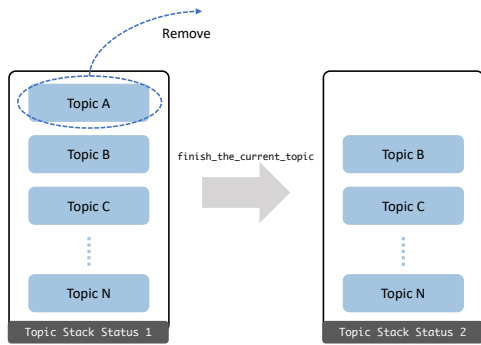 Remove
Topic A
Topic B
Topic C
Topic N
Topic Stack Status 1
finish_the_current_topic
Topic B
Topic C
Topic N
Topic Stack Status 2